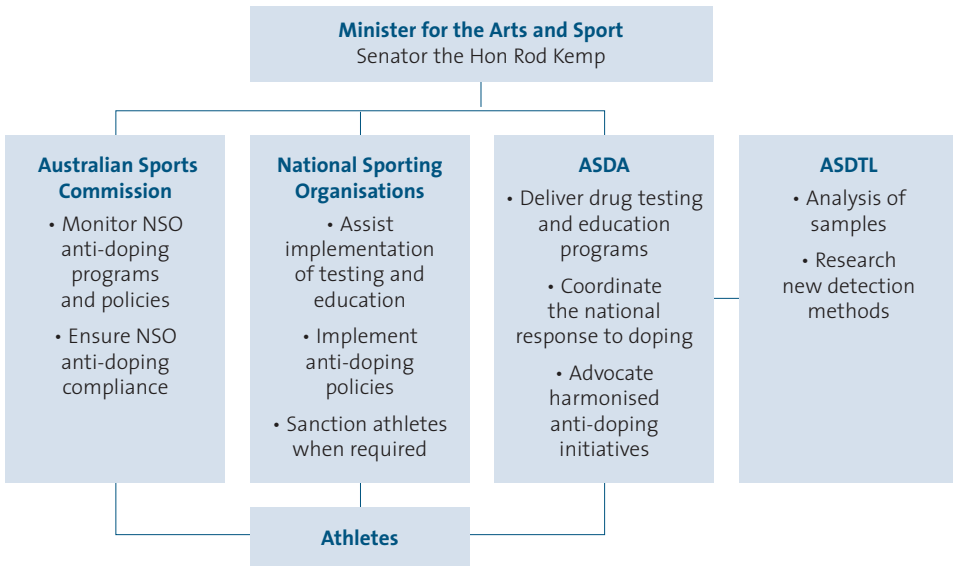 Minister for the Arts and Sport
Senator the Hon Rod Kemp
Australian Sports
Commission
• Monitor NSO
anti-doping
programs
and policies
• Ensure NSO
anti-doping
compliance
National Sporting
Organisations
• Assist
implementation
of testing and
education
• Implement
anti-doping
policies
• Sanction athletes
when required
ASDA
• Deliver drug testing
and education
programs
• Coordinate
the national
response to doping
• Advocate
harmonised
anti-doping
initiatives
ASDTL
• Analysis of
samples
• Research
new detection
methods
Athletes